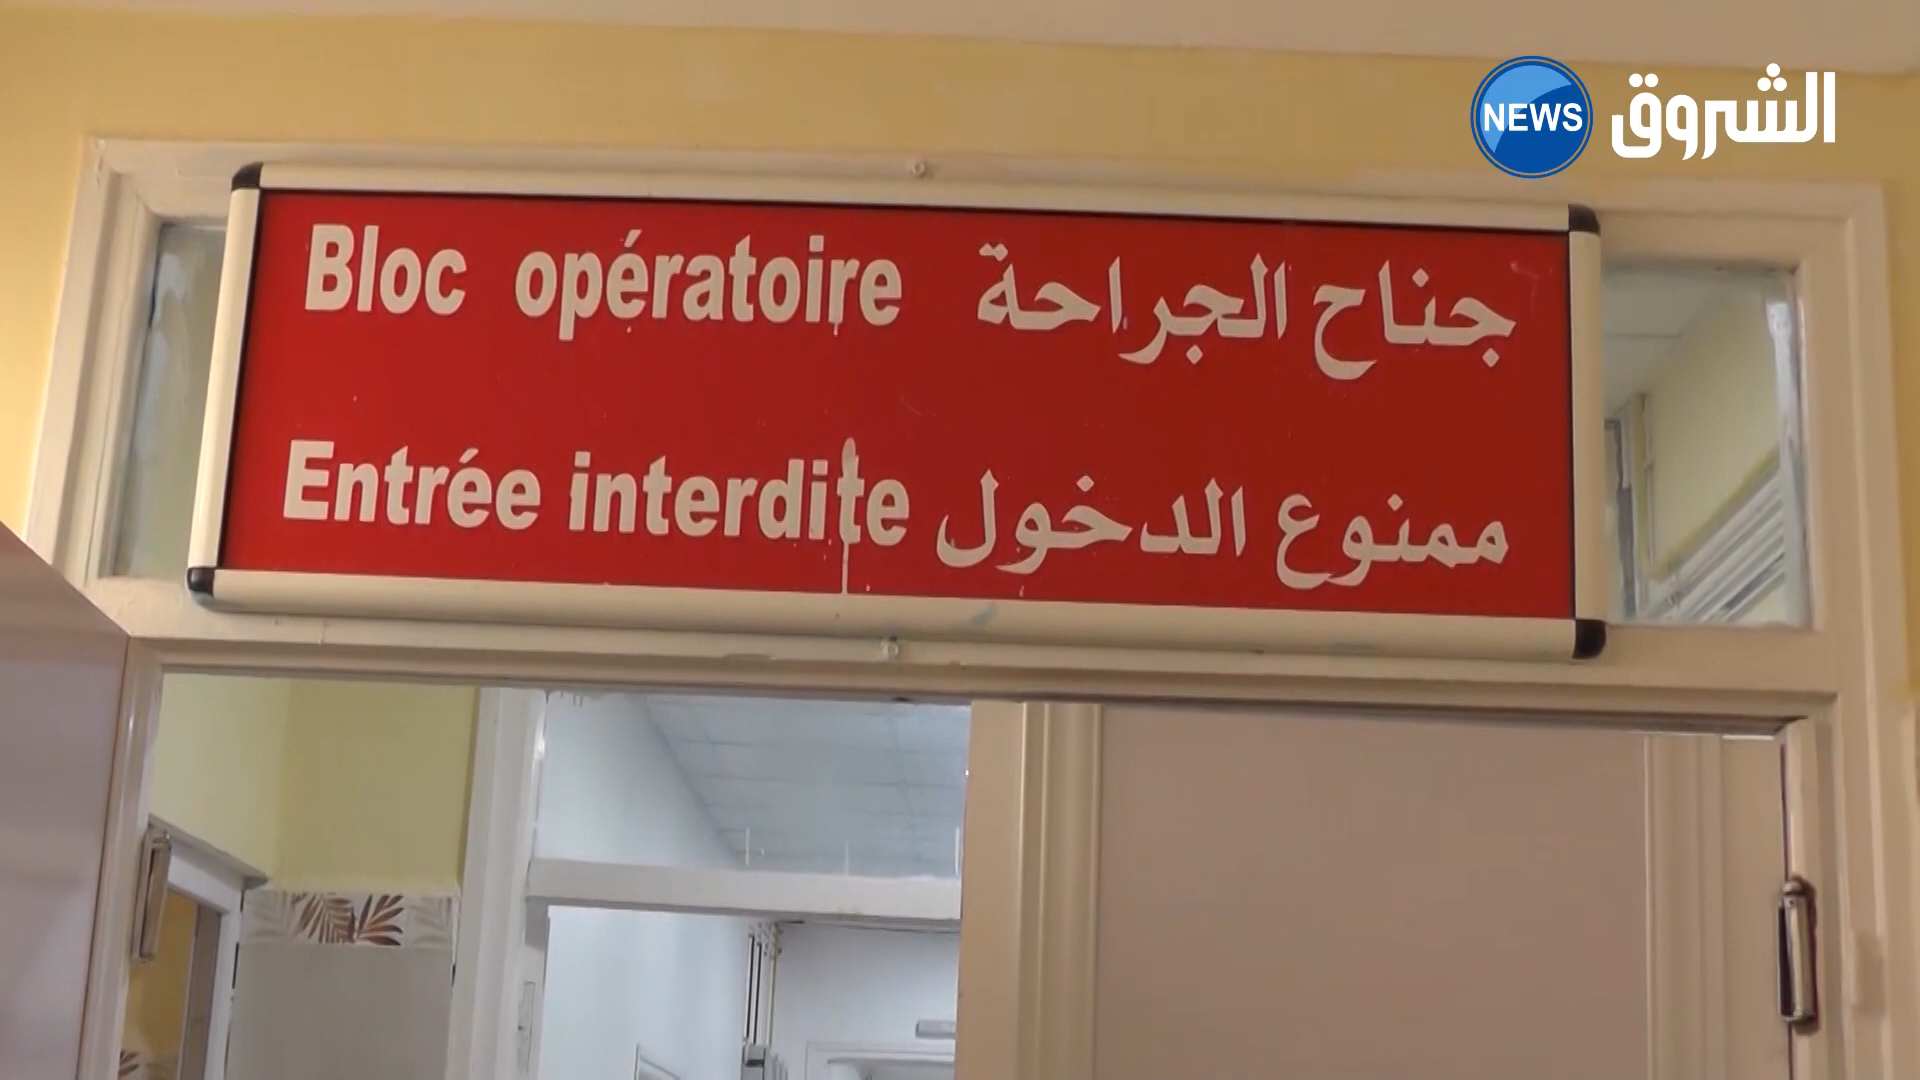 NEWS الشروق
Bloc opératoire جناح الجراحة
Entrée interdite ممنوع الدخول